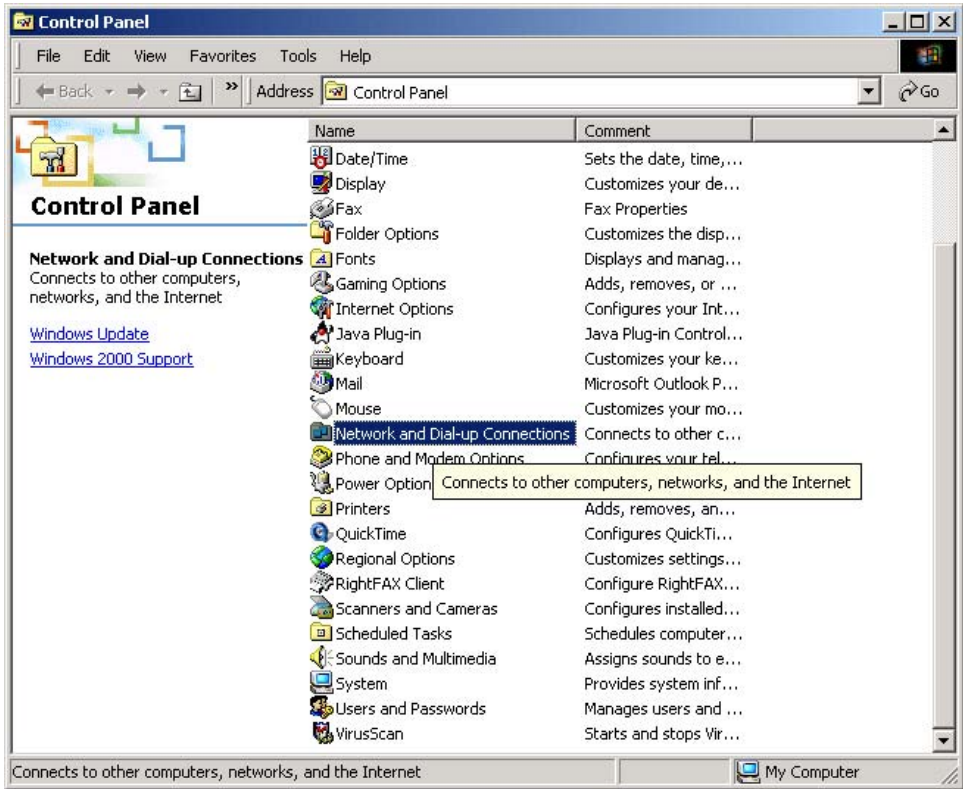 Control Panel
File Edit View Favorites Tools Help
Back » Address Control Panel Go
Control Panel
Network and Dial-up Connections
Connects to other computers,
networks, and the Internet
Windows Update
Windows 2000 Support
Name Comment
Date/Time Sets the date, time,...
Display Customizes your de...
Fax Fax Properties
Folder Options Customizes the disp...
Fonts Displays and manag...
Gaming Options Adds, removes, or ...
Internet Options Configures your Int...
Java Plug-in Java Plug-in Control...
Keyboard Customizes your ke...
Mail Microsoft Outlook P...
Mouse Customizes your mo...
Network and Dial-up Connections Connects to other c...
Phone and Modem Options Configures your tel...
Power Option
Connects to other computers, networks, and the Internet
Printers Adds, removes, an...
QuickTime Configures QuickTi...
Regional Options Customizes settings...
RightFAX Client Configure RightFAX...
Scanners and Cameras Configures installed...
Scheduled Tasks Schedules computer...
Sounds and Multimedia Assigns sounds to e...
System Provides system inf...
Users and Passwords Manages users and ...
VirusScan Starts and stops Vir...
Connects to other computers, networks, and the Internet My Computer